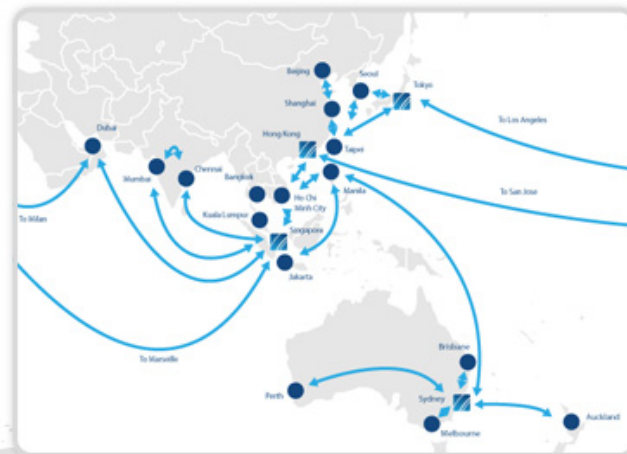 Beijing
Seoul
Tokyo
Shanghai
To Los Angeles
Hong Kong
Dubai
Taipei
Chennai
Mumbai
Bangkok
Manila
To San Jose
Ho Chi
Minh City
Kuala Lumpur
To Milan
Singapore
Jakarta
To Marseille
Brisbane
Perth
Sydney
Auckland
Melbourne